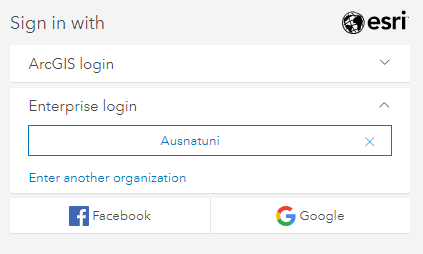 Sign in with
esri
ArcGIS login
Enterprise login
Ausnatuni
Enter another organization
Facebook
Google